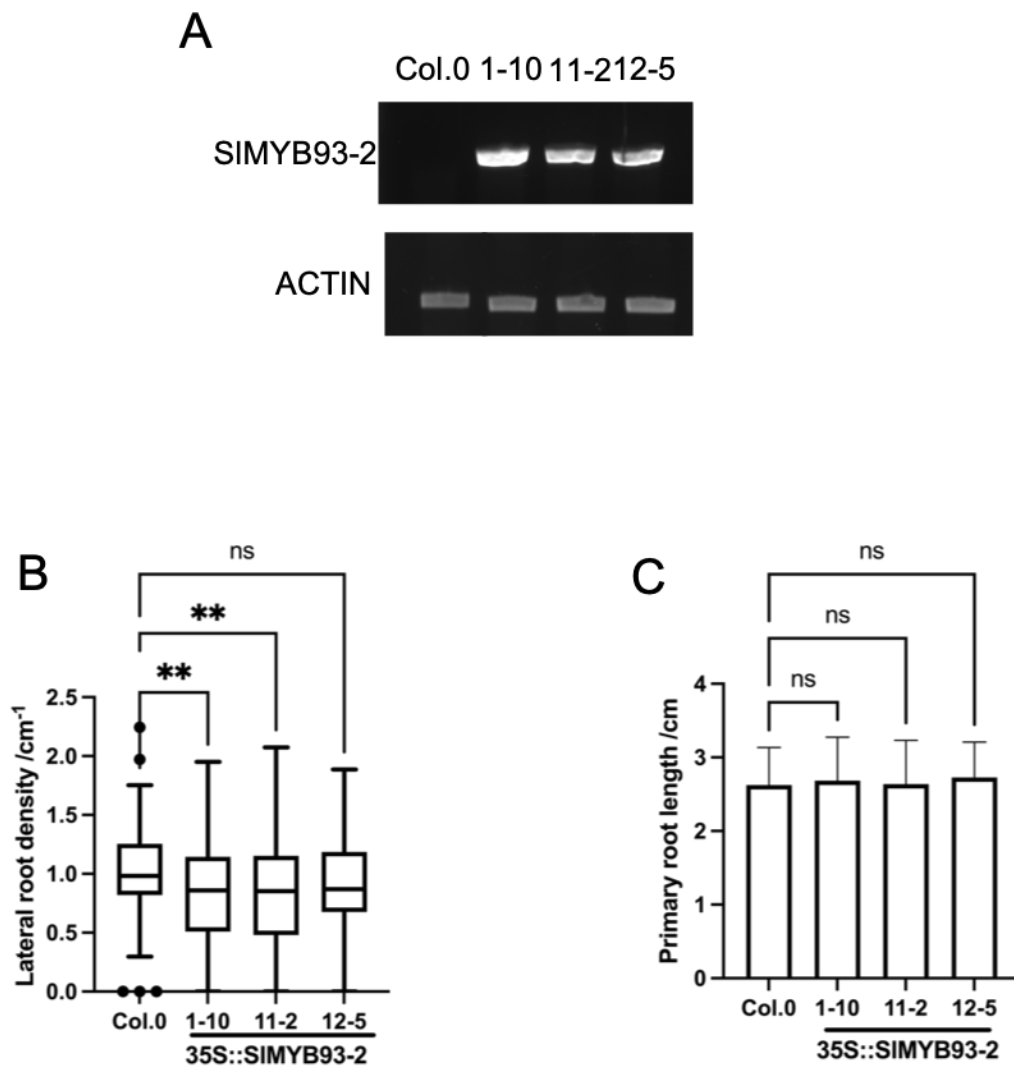 A
Col.0 1-10 11-2 12-5
SlMYB93-2
ACTIN
B
ns
**
**
Lateral root density /cm-1
2.5
2.0
1.5
1.0
0.5
0.0
Col.0 1-10 11-2 12-5
35S::SlMYB93-2
C
ns
ns
ns
Primary root length /cm
4
3
2
1
0
Col.0 1-10 11-2 12-5
35S::SlMYB93-2